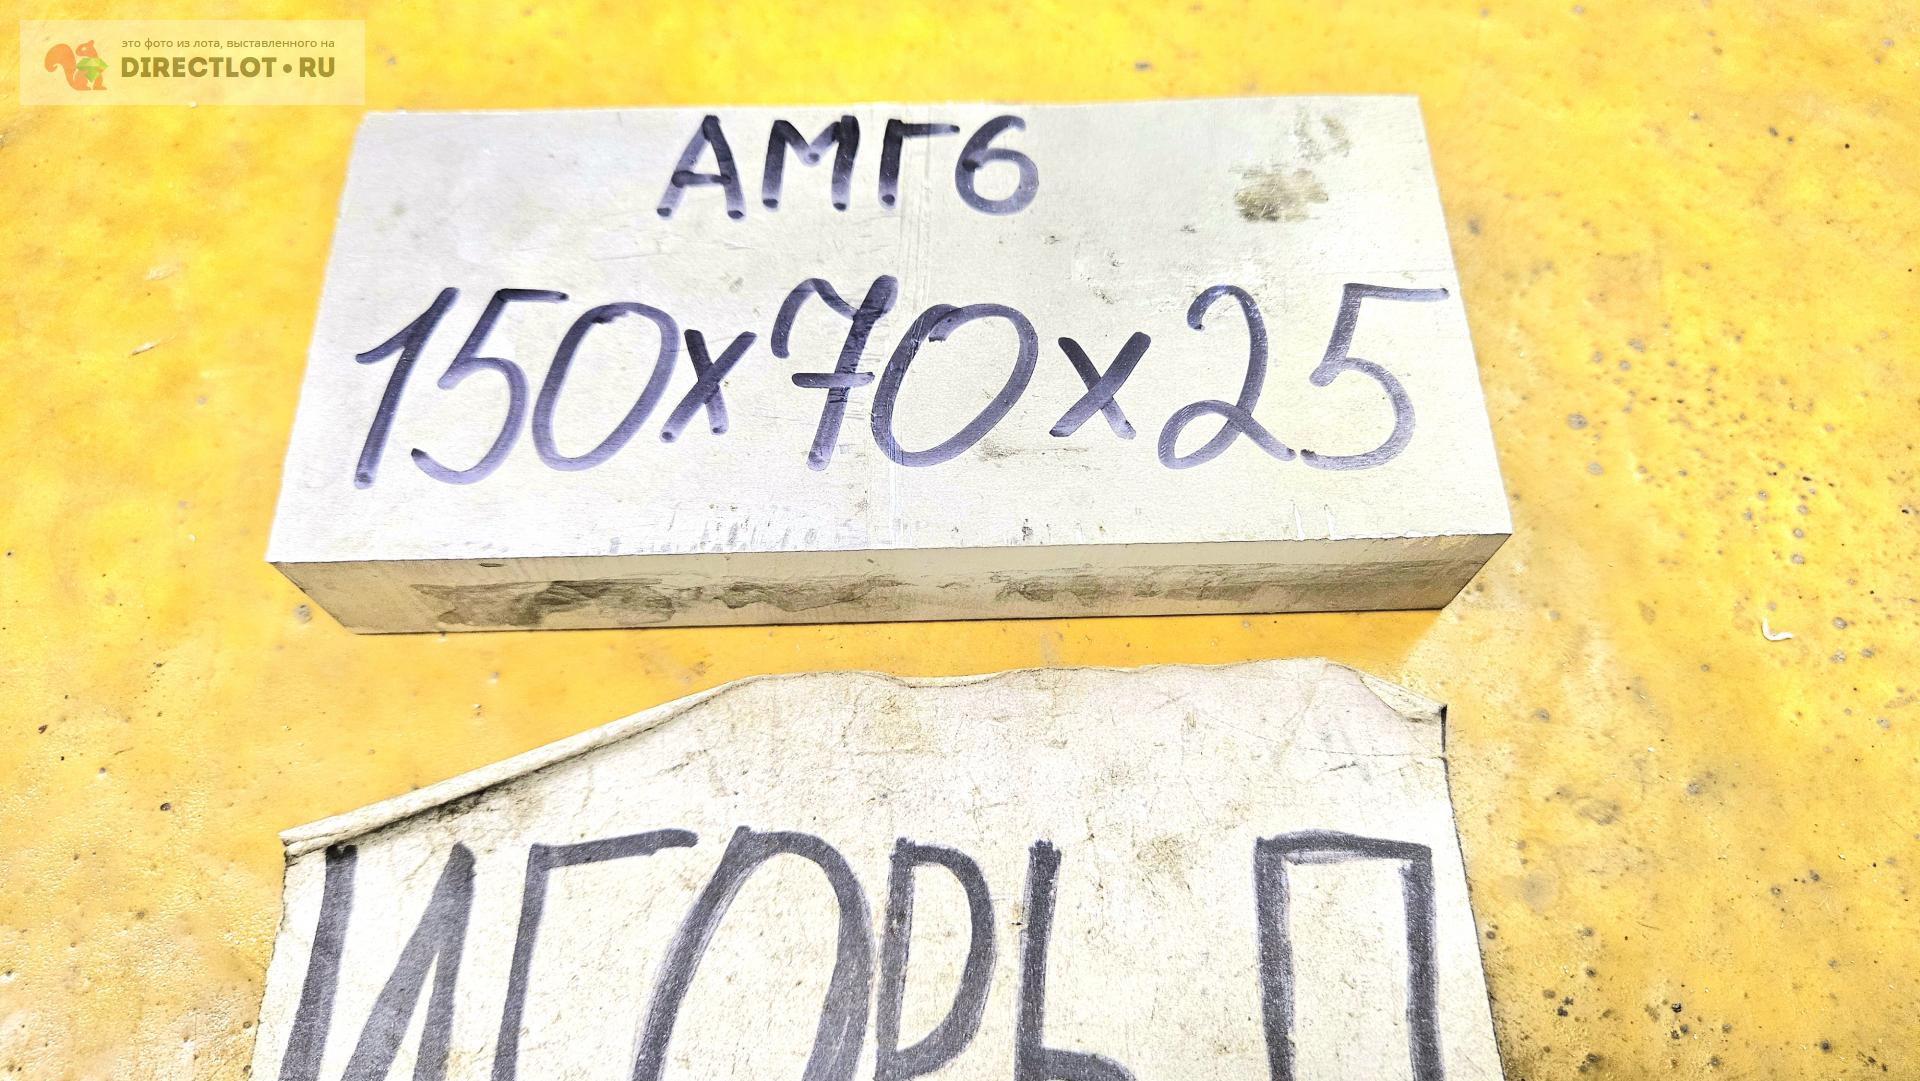 это фото из лота, выставленного на
DIRECTLOT•RU
АМГ6
150х70х25
ИГОРЬ П